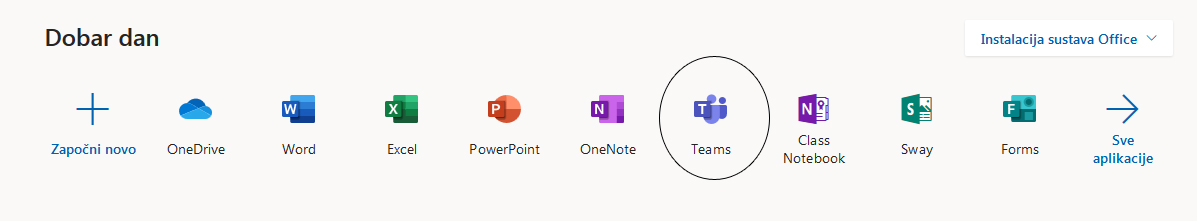 Dobar dan
Instalacija sustava Office
Započni novo
OneDrive
W
Word
X
Excel
P
PowerPoint
N
OneNote
T
Teams
N
Class
Notebook
S
Sway
F
Forms
Sve
aplikacije